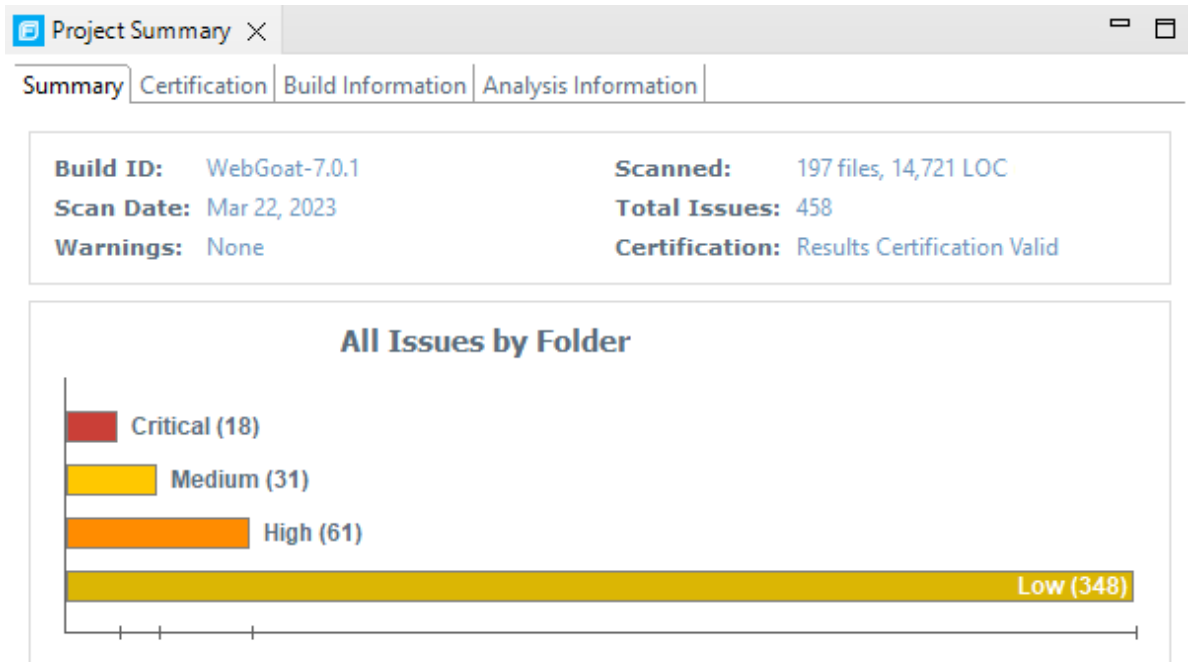 Project Summary
Summary Certification Build Information Analysis Information
Build ID: WebGoat-7.0.1 Scanned: 197 files, 14,721 LOC
Scan Date: Mar 22, 2023 Total Issues: 458
Warnings: None Certification: Results Certification Valid
All Issues by Folder
Critical (18)
Medium (31)
High (61)
Low (348)